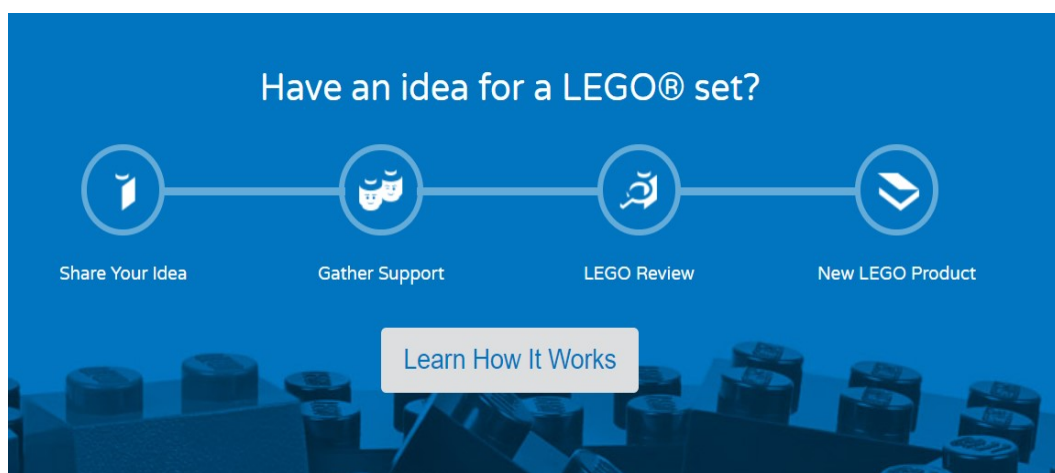 Have an idea for a LEGO® set?
Share Your Idea
Gather Support
LEGO Review
New LEGO Product
Learn How It Works